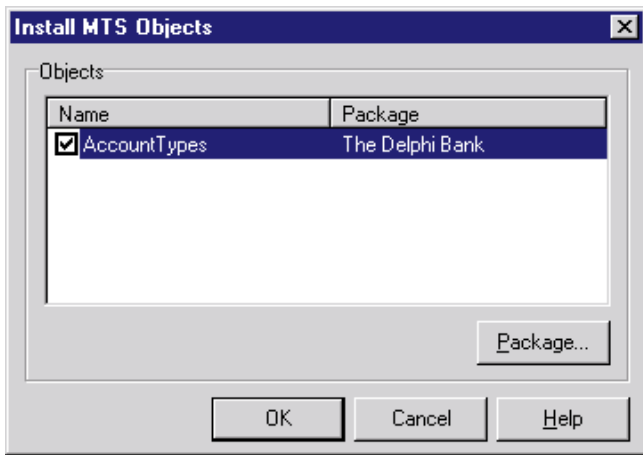 Install MTS Objects
Objects
Name Package
AccountTypes The Delphi Bank
Package...
OK Cancel Help